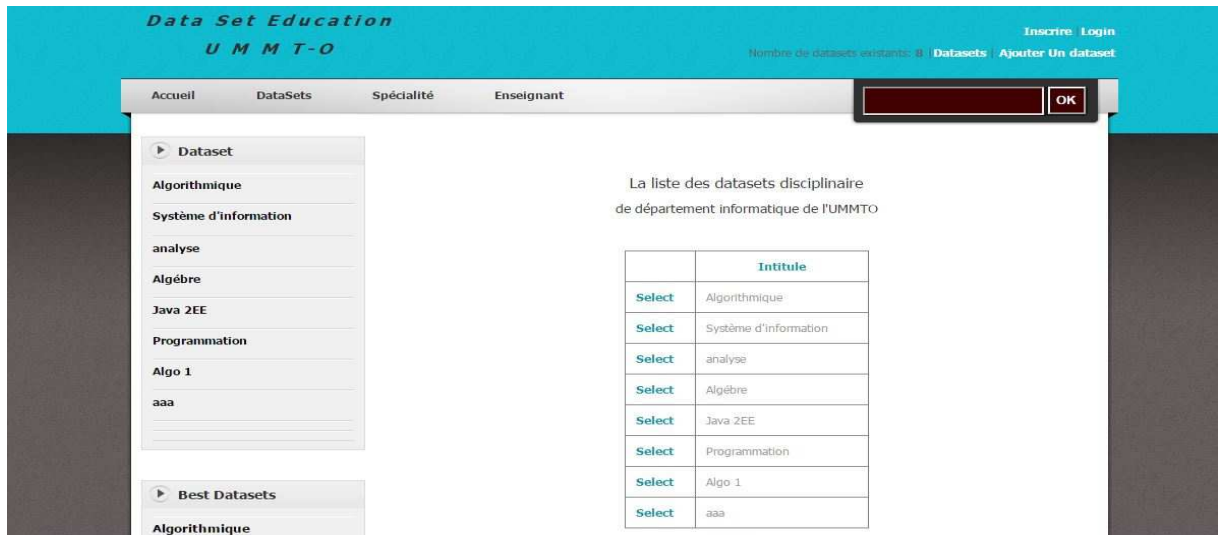 Data Set Education
U M M T-O
Inscrire Login
Nombre de datasets existants: 8 | Datasets | Ajouter Un dataset
Accueil DataSets Spécialité Enseignant OK
Dataset
Algorithmique
Système d'information
analyse
Algébre
Java 2EE
Programmation
Algo 1
aaa
Best Datasets
Algorithmique
La liste des datasets disciplinaire
de département informatique de l'UMMTO
Intitule
Select Algorithmique
Select Système d'information
Select analyse
Select Algébre
Select Java 2EE
Select Programmation
Select Algo 1
Select aaa